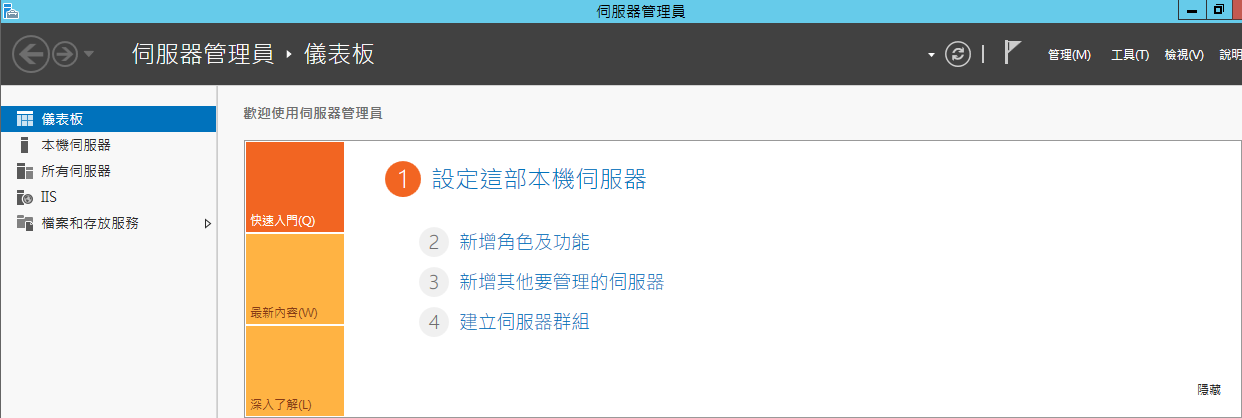 伺服器管理員
伺服器管理員 ‣ 儀表板
管理(M) 工具(T) 檢視(V) 說明
儀表板
本機伺服器
所有伺服器
IIS
檔案和存放服務
歡迎使用伺服器管理員
快速入門(Q)
最新內容(W)
深入了解(L)
1 設定這部本機伺服器
2 新增角色及功能
3 新增其他要管理的伺服器
4 建立伺服器群組
隱藏